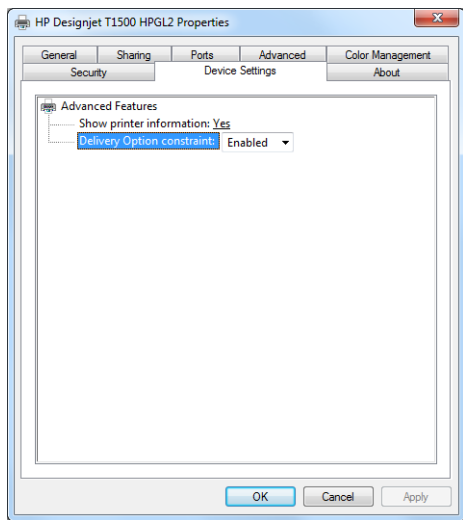 HP Designjet T1500 HPGL2 Properties
General Sharing Ports Advanced Color Management
Security Device Settings About
Advanced Features
Show printer information: Yes
Delivery Option constraint: Enabled
OK Cancel Apply